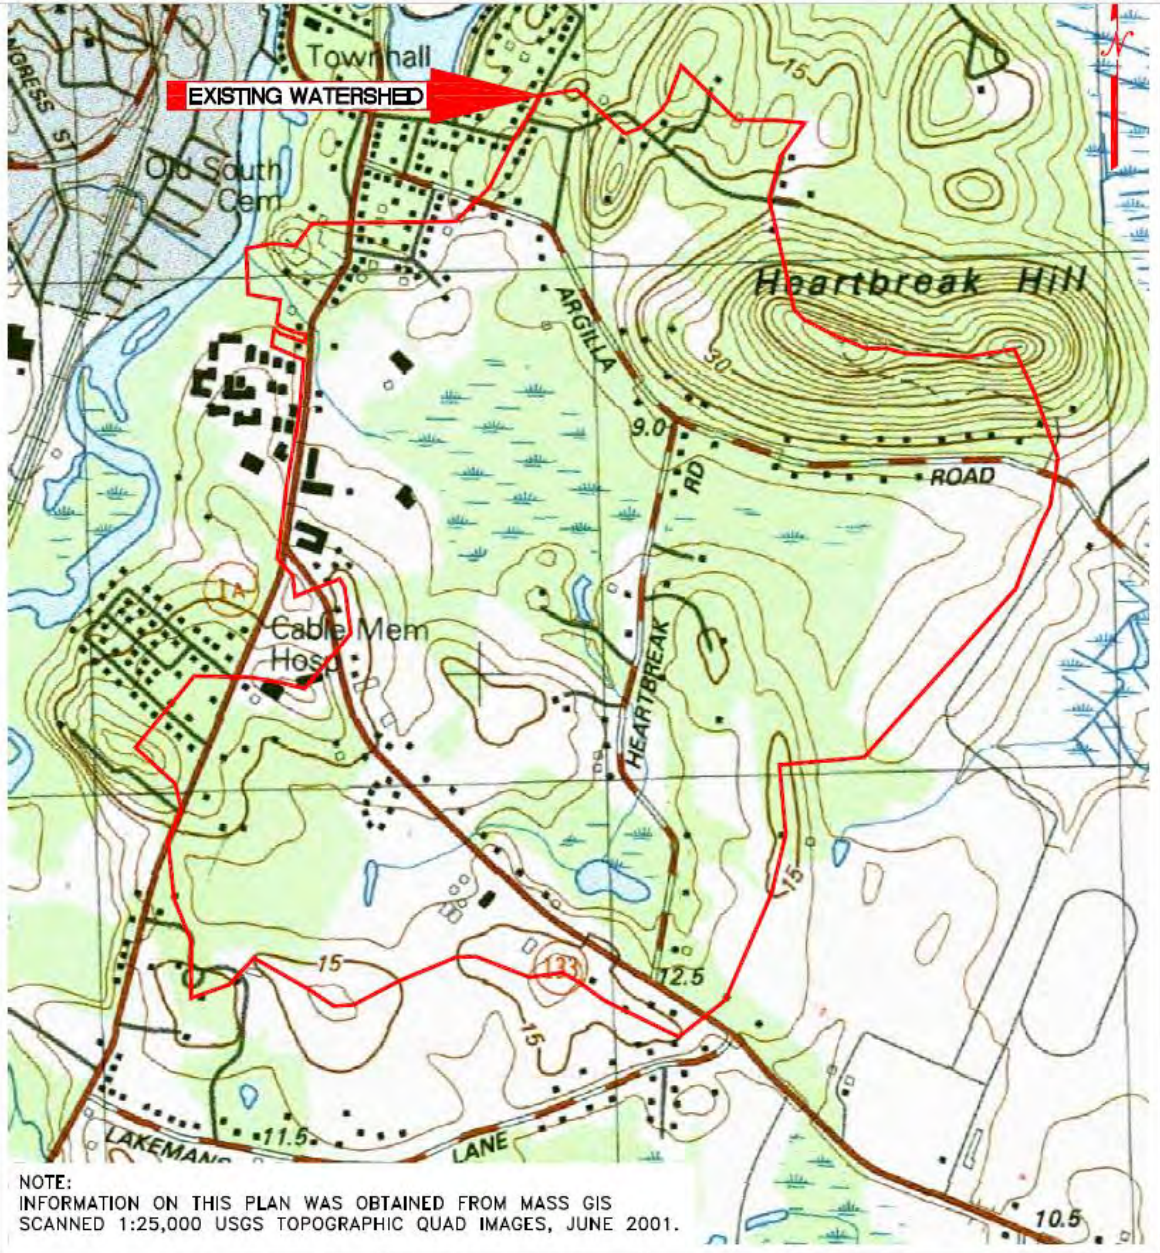 NGRESS ST
Townhall
EXISTING WATERSHED
15
N
Old South
Cem
Heartbreak Hill
ARGILLA
30
9.0
RD
ROAD
1A
Cable Mem
Hosp
HEARTBREAK
15
15
133
12.5
15
11.5
LAKEMANS
LANE
10.5
NOTE:
INFORMATION ON THIS PLAN WAS OBTAINED FROM MASS GIS
SCANNED 1:25,000 USGS TOPOGRAPHIC QUAD IMAGES, JUNE 2001.